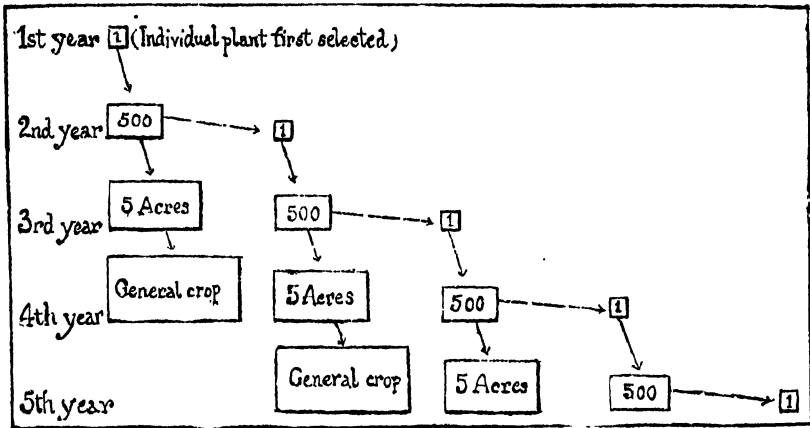 1st year 1 (Individual plant first selected)
2nd year 500 1
3rd year 5 Acres 500 1
4th year General crop 5 Acres 500 1
5th year General crop 5 Acres 500 1